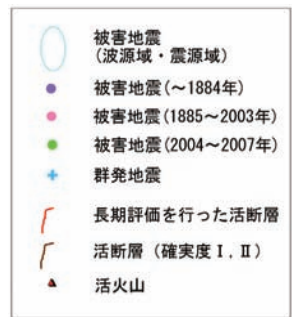 被害地震
(波源域・震源域)
被害地震(～1884年)
被害地震(1885～2003年)
被害地震(2004～2007年)
群発地震
長期評価を行った活断層
活断層（確実度Ⅰ,Ⅱ)
活火山